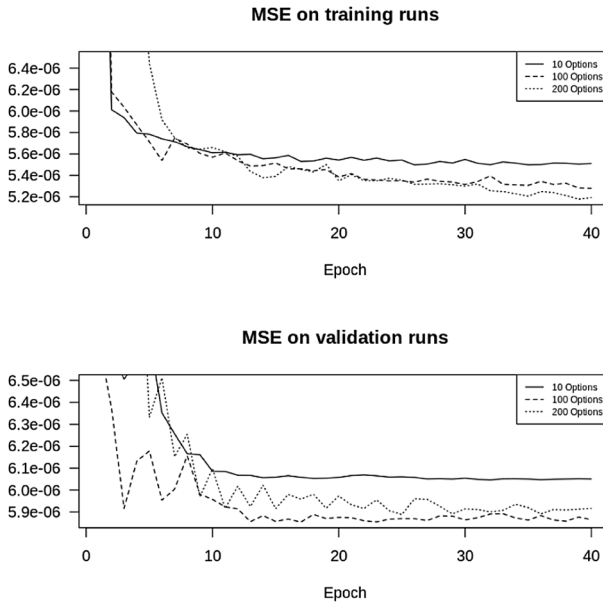 MSE on training runs
6.4e-06
6.2e-06
6.0e-06
5.8e-06
5.6e-06
5.4e-06
5.2e-06
10 Options
100 Options
200 Options
0 10 20 30 40
Epoch
MSE on validation runs
6.5e-06
6.4e-06
6.3e-06
6.2e-06
6.1e-06
6.0e-06
5.9e-06
10 Options
100 Options
200 Options
0 10 20 30 40
Epoch